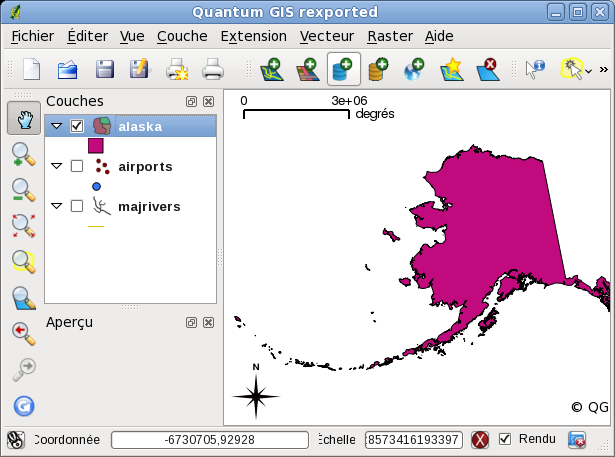 Quantum GIS rexported
Fichier Éditer Vue Couche Extension Vecteur Raster Aide
»
Couches
alaska
airports
majrivers
Aperçu
0 3e+06
degrés
N
© QG
Coordonnée -6730705,92928 Echelle 8573416193397 Rendu